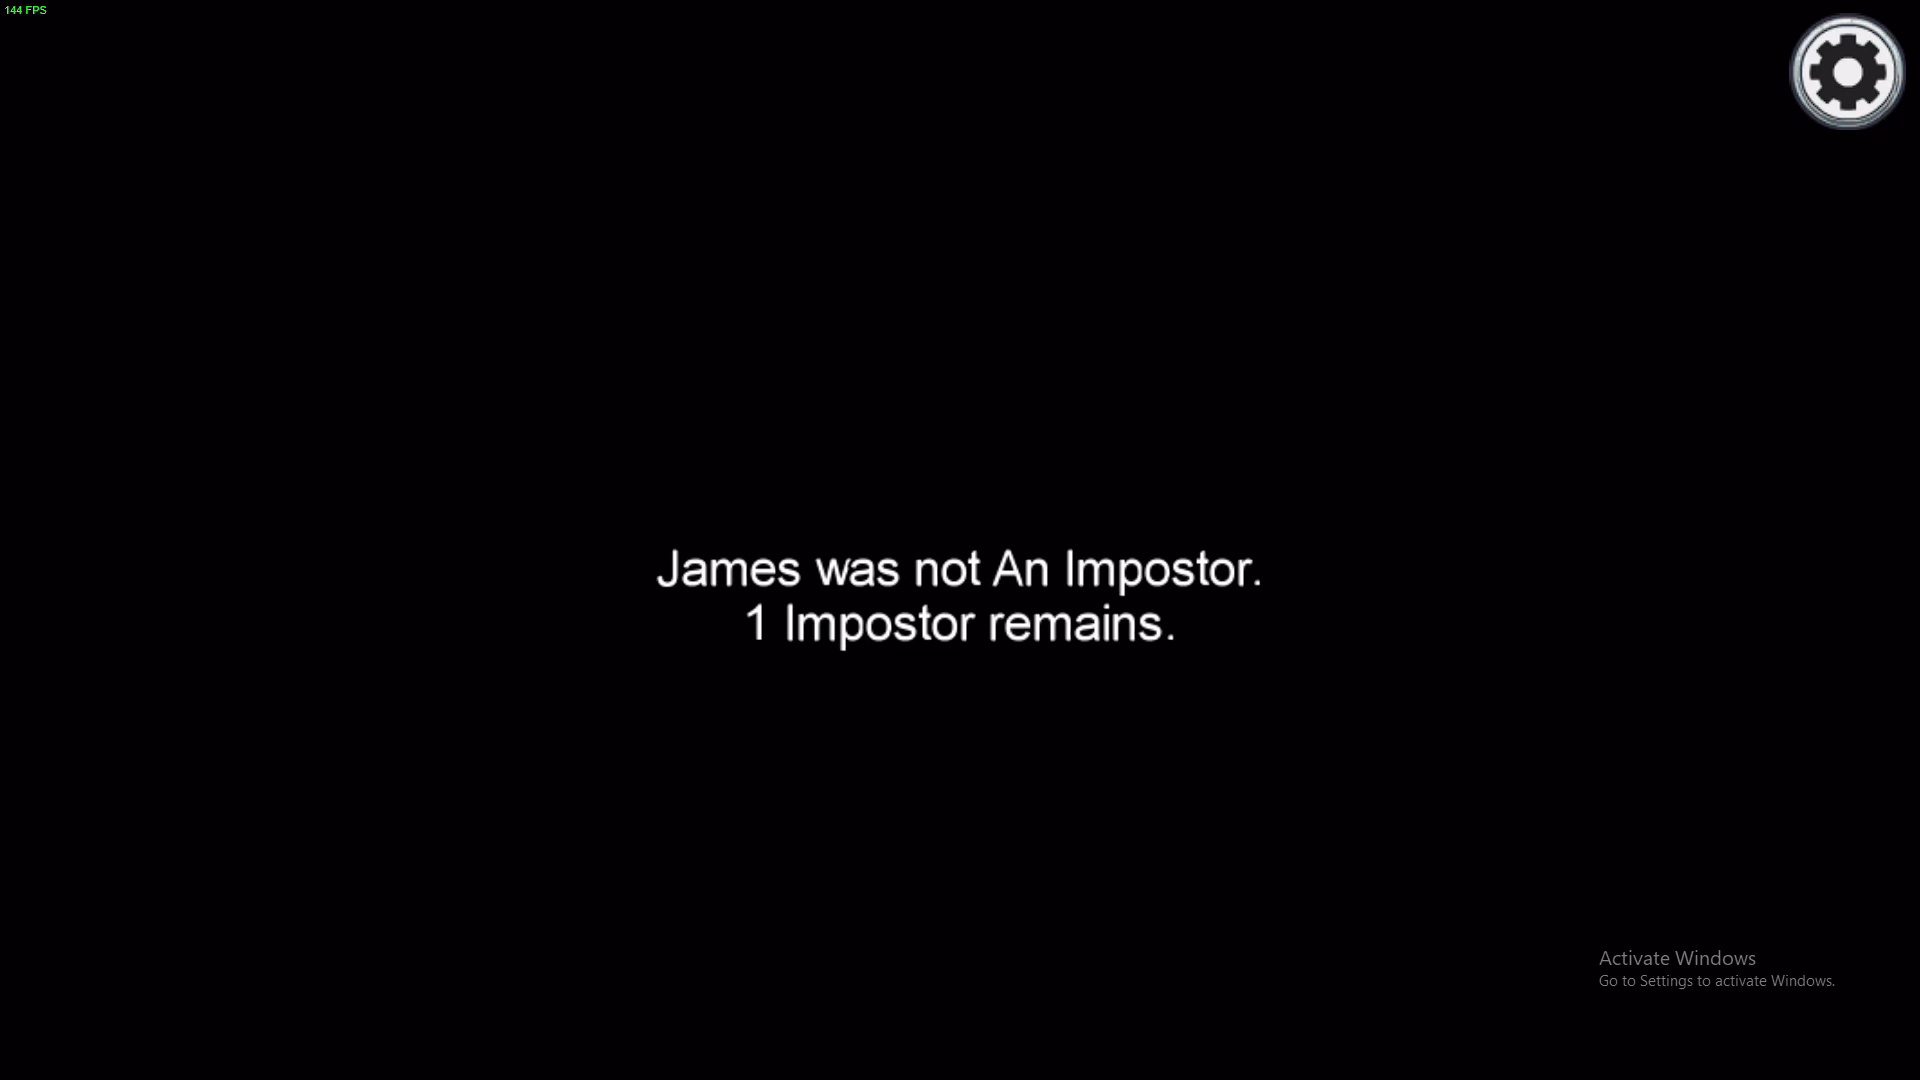 144 FPS
James was not An Impostor.
1 Impostor remains.
Activate Windows
Go to Settings to activate Windows.